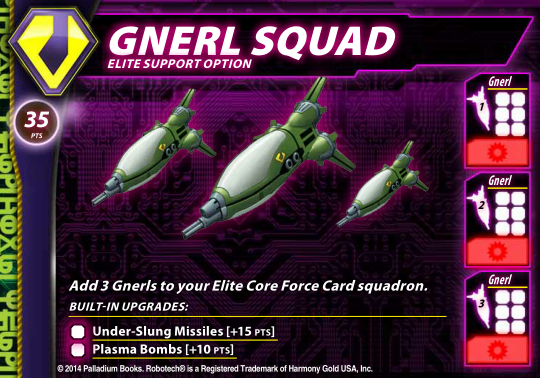 GNERL SQUAD
ELITE SUPPORT OPTION
35
PTS
Gnerl
1
Gnerl
2
Gnerl
3
Add 3 Gnerls to your Elite Core Force Card squadron.
BUILT-IN UPGRADES:
Under-Slung Missiles [+15 PTS]
Plasma Bombs [+10 PTS]
© 2014 Palladium Books. Robotech® is a Registered Trademark of Harmony Gold USA, Inc.